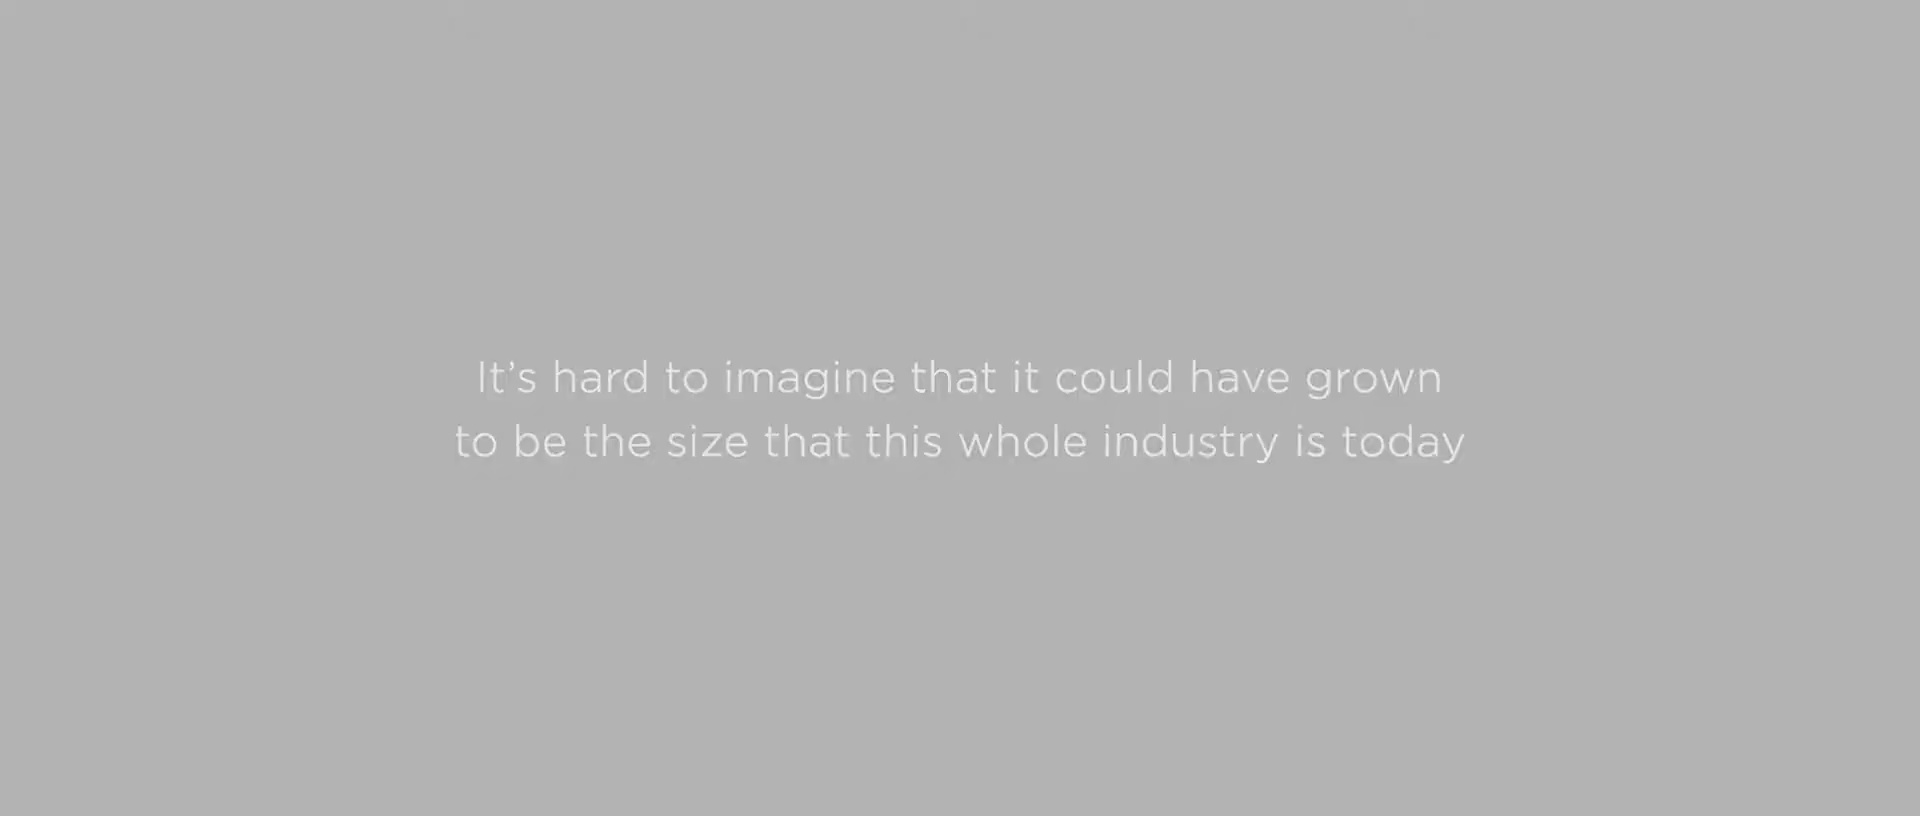 It’s hard to imagine that it could have grown
to be the size that this whole industry is today